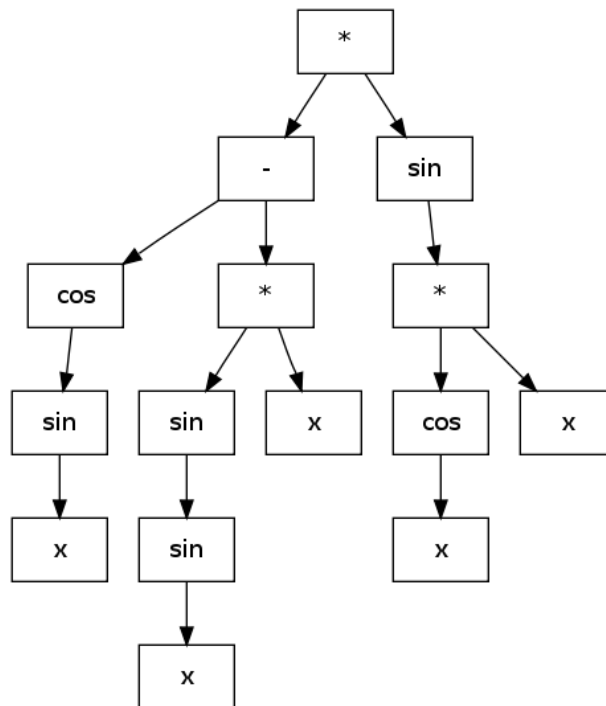 *
- sin
cos * *
sin sin x cos x
x sin x
x